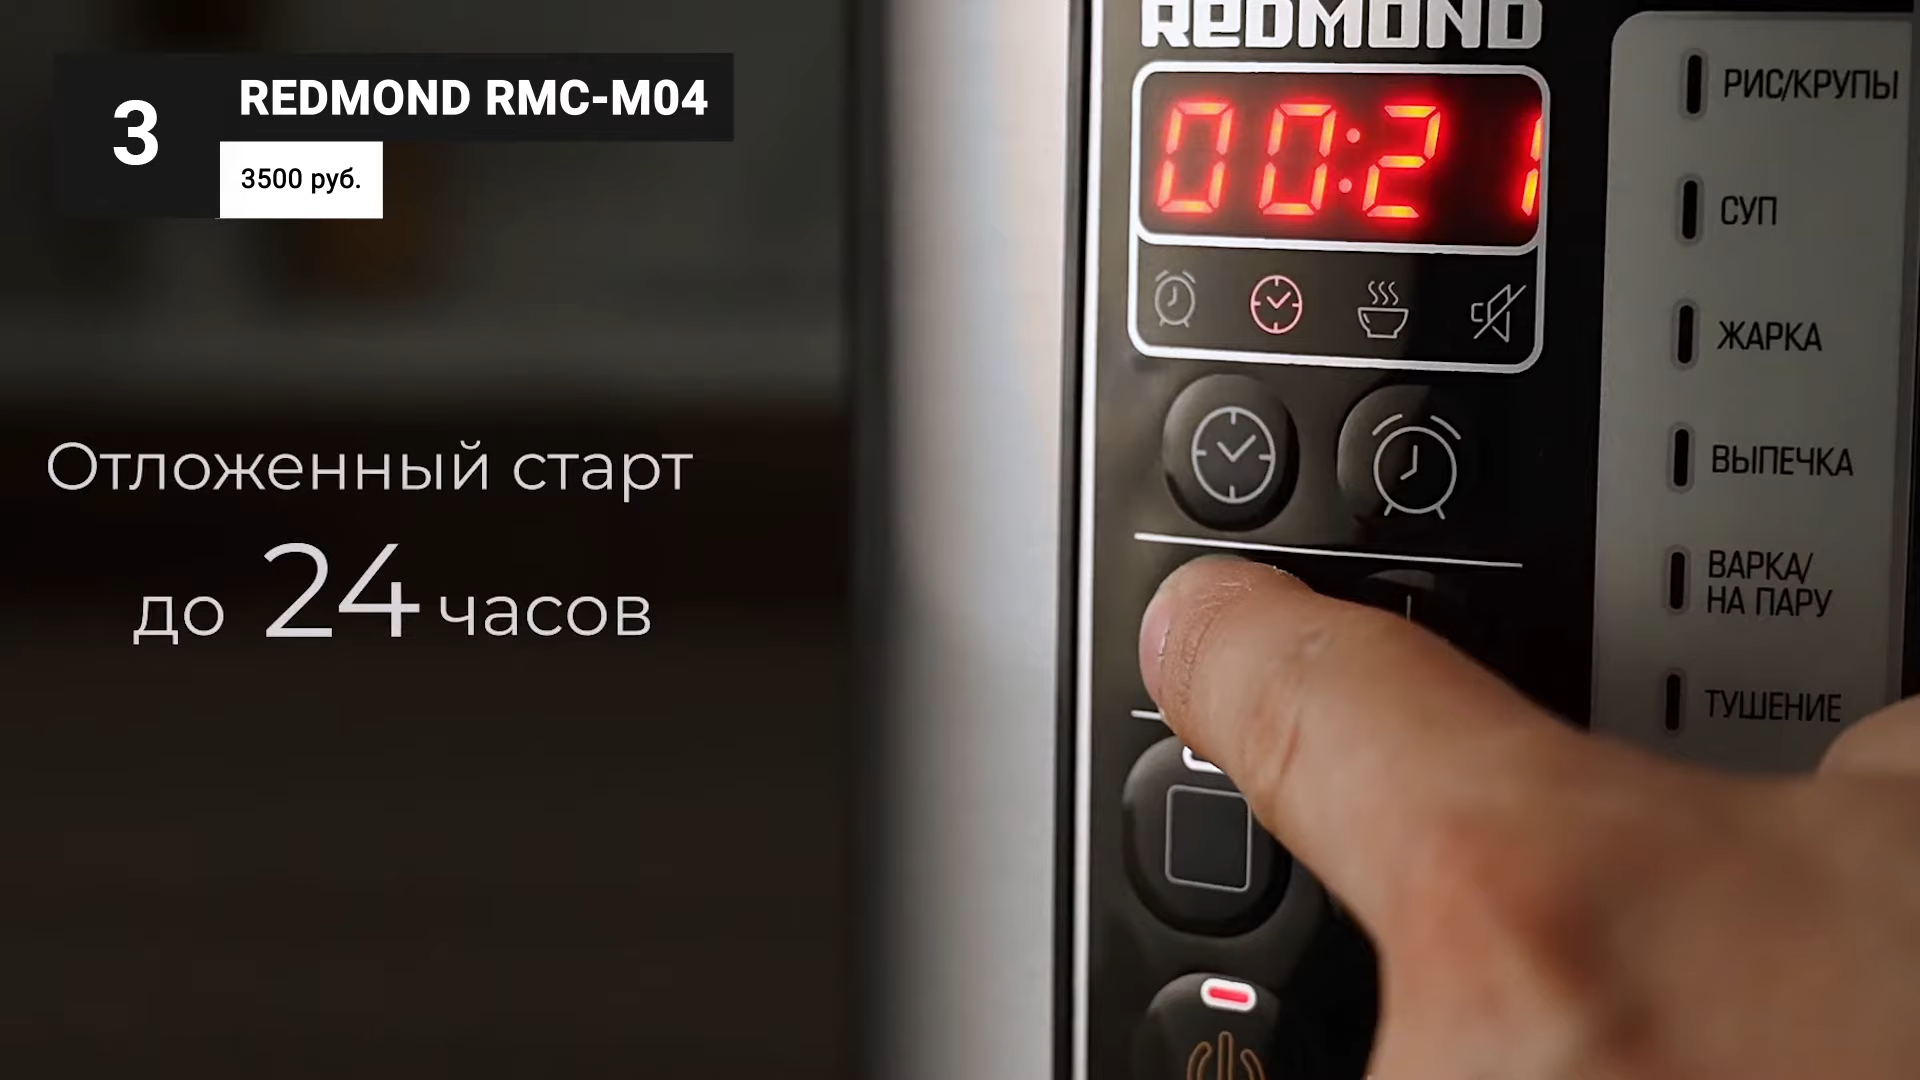 3
REDMOND RMC-M04
3500 руб.
Отложенный старт
до 24 часов
REDMOND
00:21
РИС/КРУПЫ
СУП
ЖАРКА
ВЫПЕЧКА
ВАРКА/
НА ПАРУ
ТУШЕНИЕ